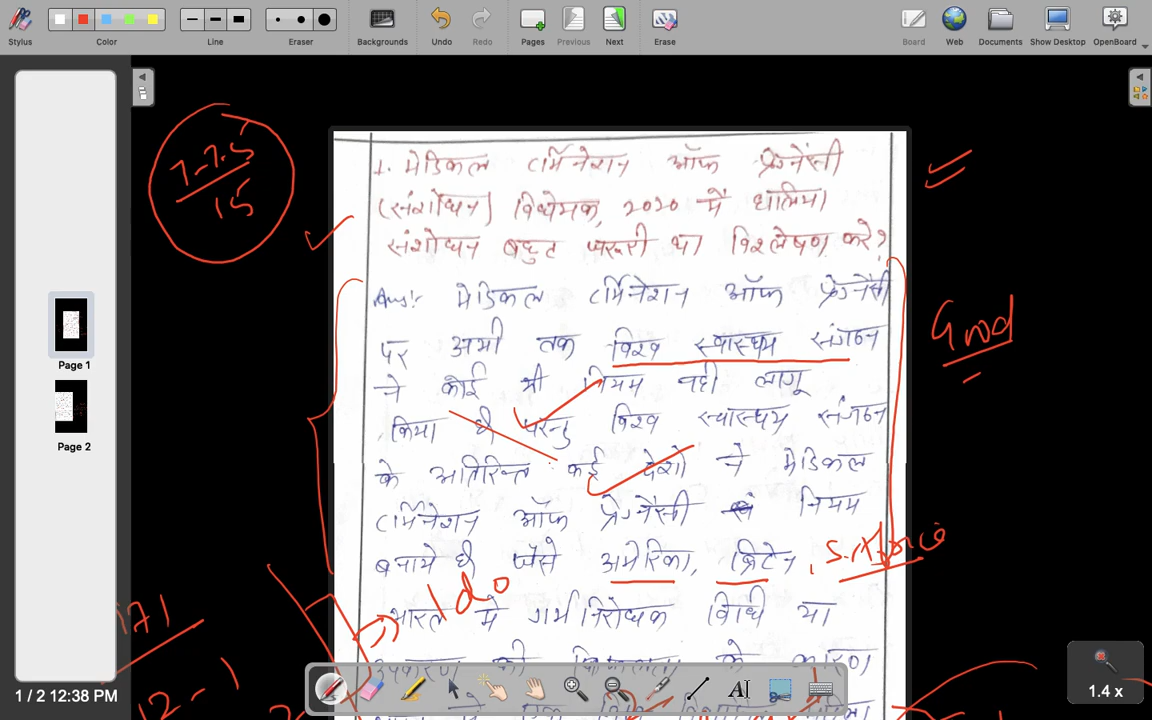 Stylus Color Line Eraser Backgrounds Undo Redo Pages Previous Next Erase Board Web Documents Show Desktop OpenBoard
Page 1
Page 2
1 / 2 12:38 PM
1.4 x
7-7.5
15
1. मेडिकल टर्मिनेशन ऑफ प्रेग्नेंसी
(संशोधन) विधेयक, 2020 में
संशोधन बहुत जरूरी था विश्लेषण करे?
Ans:- मेडिकल टर्मिनेशन ऑफ प्रेग्नेंसी
पर अभी तक विश्व स्वास्थय संगठन
ने कोई भी नियम नही लागू
किया है परन्तु विश्व स्वास्थय संगठन
के अतिरिक्त कई देशो ने मेडिकल
टर्मिनेशन ऑफ प्रेग्नेंसी नियम
बनाये है जैसे अमेरिका, ब्रिटेन,
भारत मे गर्भनिरोधक विधि या
की के कारण
Good